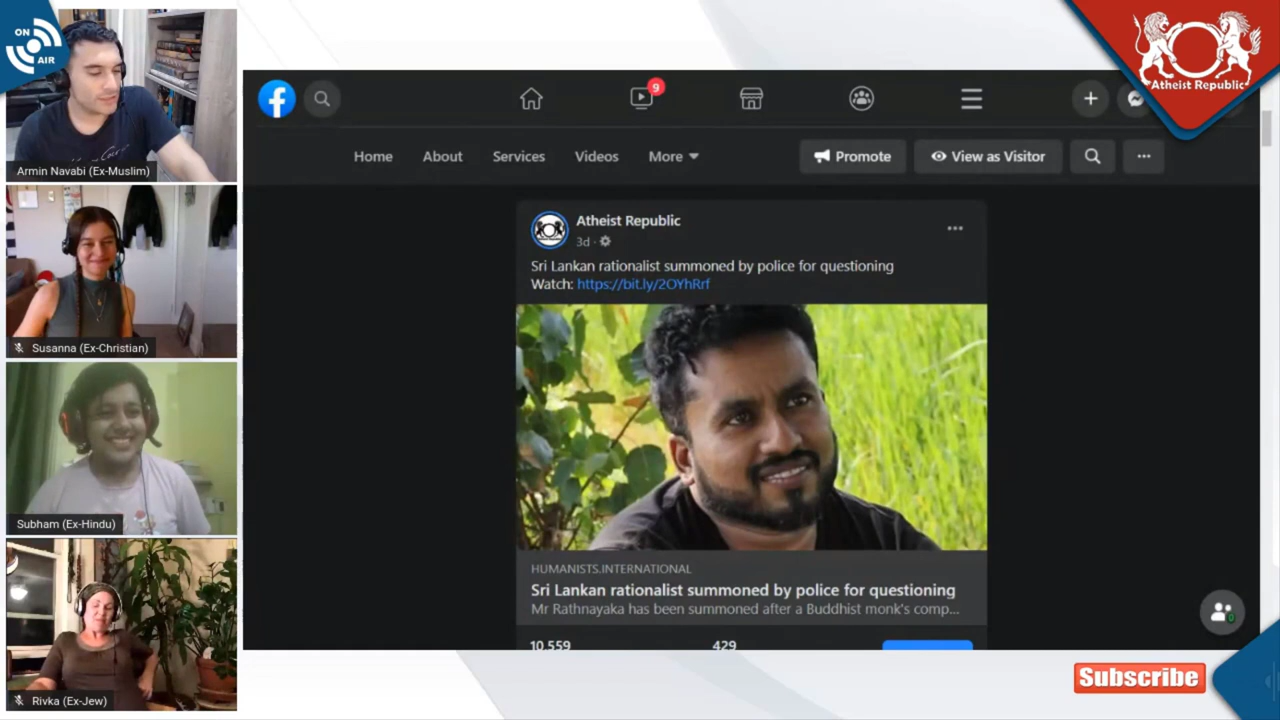 ON
AIR
Armin Navabi (Ex-Muslim)
Susanna (Ex-Christian)
Subham (Ex-Hindu)
Rivka (Ex-Jew)
9
Home About Services Videos More Promote View as Visitor
Atheist Republic
Atheist Republic
3d
Sri Lankan rationalist summoned by police for questioning
Watch: https://bit.ly/2OYhRrf
HUMANISTS.INTERNATIONAL
Sri Lankan rationalist summoned by police for questioning
Mr Rathnayaka has been summoned after a Buddhist monk's comp...
10,559 429
0
Subscribe